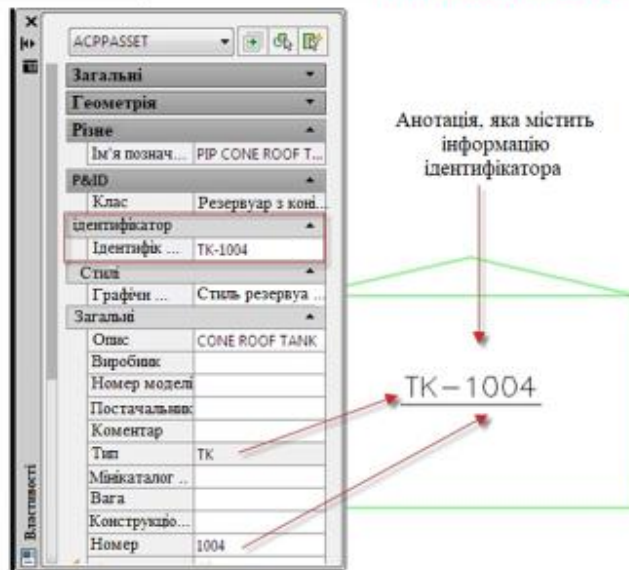 ACPPASSET
Загальні
Геометрія
Різне
Ім'я познач... PIP CONE ROOF T...
P&ID
Клас Резервуар з коні...
ідентифікатор
Ідентифік ... TK-1004
Стилі
Графічн ... Стиль резервуа ...
Загальні
Опис CONE ROOF TANK
Виробник
Номер моделі
Постачальник
Коментар
Тип TK
Мінікаталог ..
Вага
Конструкціо...
Номер 1004
Властивості
Анотація, яка містить
інформацію
ідентифікатора
TK-1004